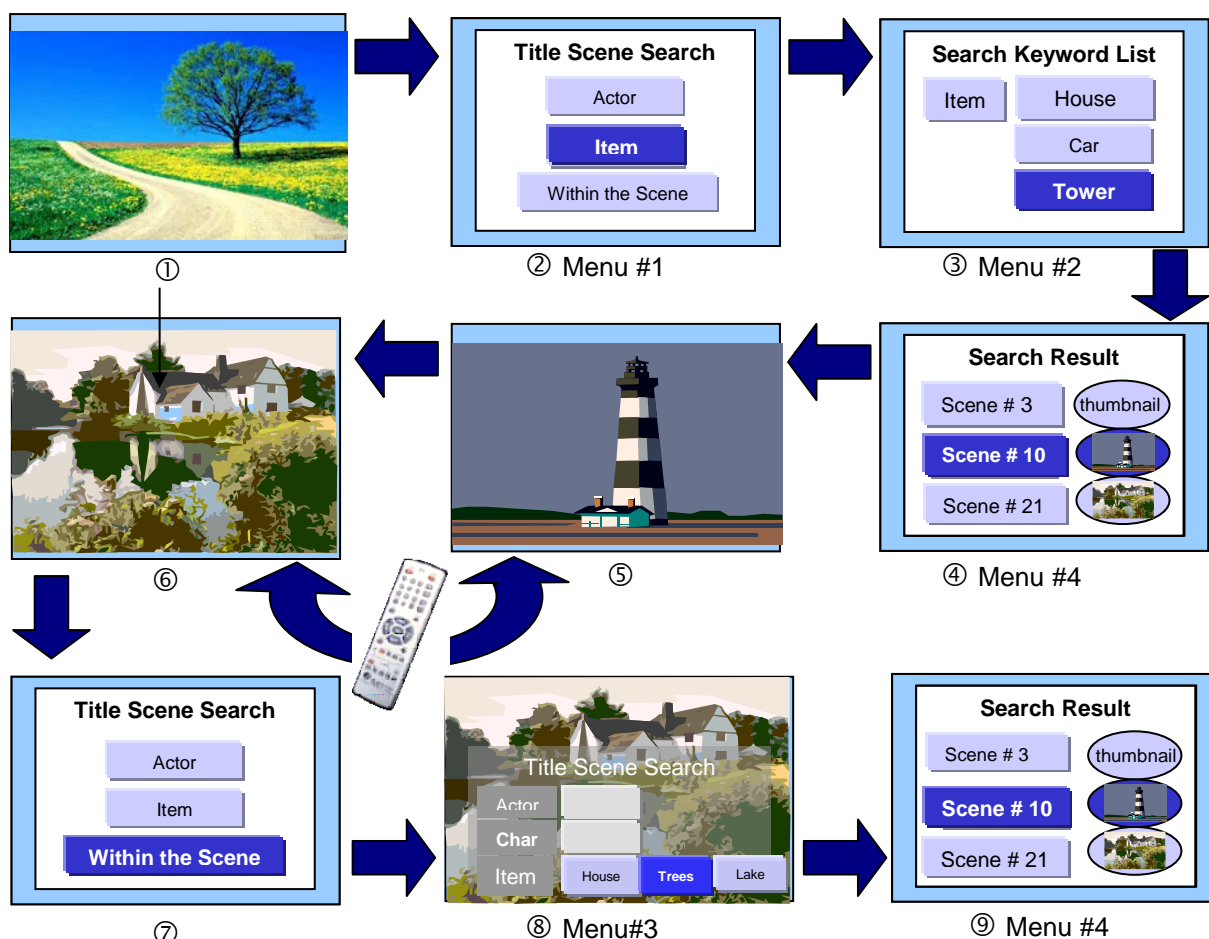 Title Scene Search
Actor
Item
Within the Scene
Search Keyword List
Item
House
Car
Tower
①
② Menu #1
③ Menu #2
Search Result
Scene # 3
thumbnail
Scene # 10
Scene # 21
⑥
⑤
④ Menu #4
Title Scene Search
Actor
Item
Within the Scene
Title Scene Search
Actor
Char
Item
House
Trees
Lake
Search Result
Scene # 3
thumbnail
Scene # 10
Scene # 21
⑦
⑧ Menu#3
⑨ Menu #4